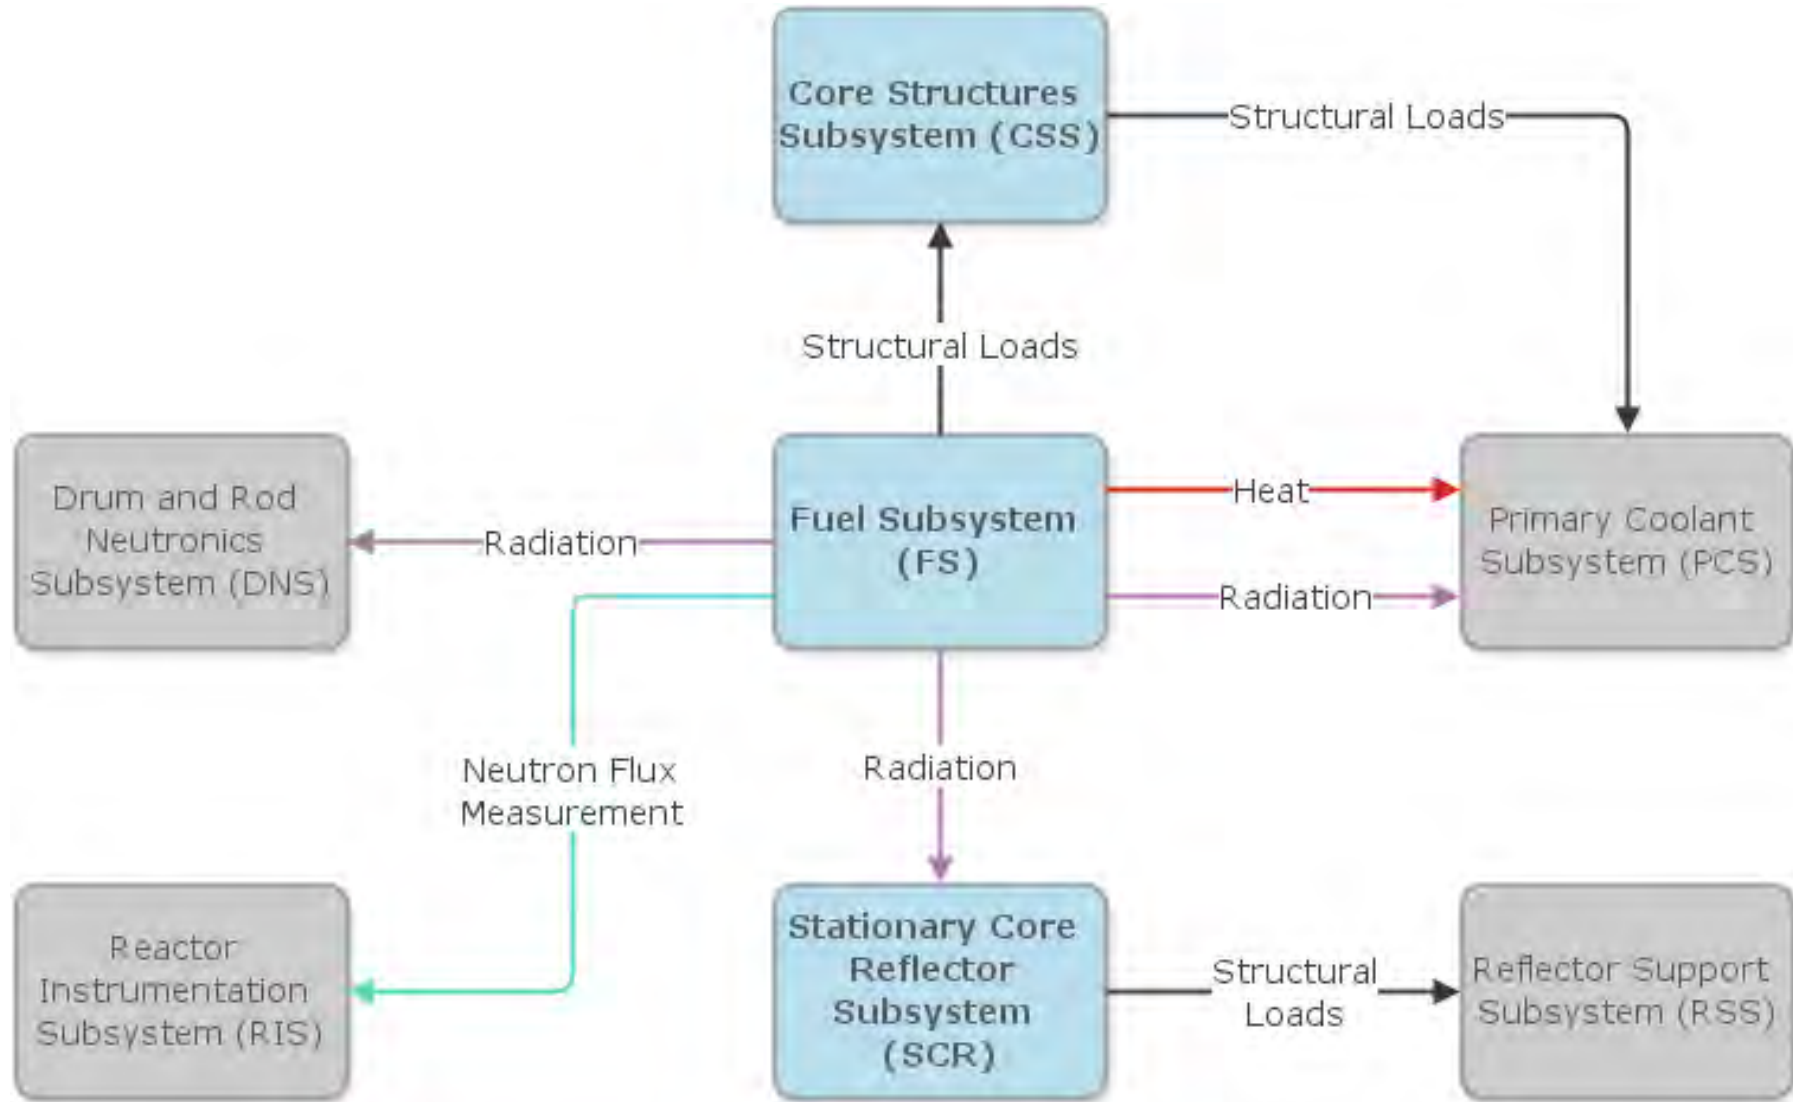 Core Structures
Subsystem (CSS)
Structural Loads
Structural Loads
Drum and Rod
Neutronics
Subsystem (DNS)
Radiation
Fuel Subsystem
(FS)
Heat
Radiation
Primary Coolant
Subsystem (PCS)
Neutron Flux
Measurement
Radiation
Reactor
Instrumentation
Subsystem (RIS)
Stationary Core
Reflector
Subsystem
(SCR)
Structural
Loads
Reflector Support
Subsystem (RSS)